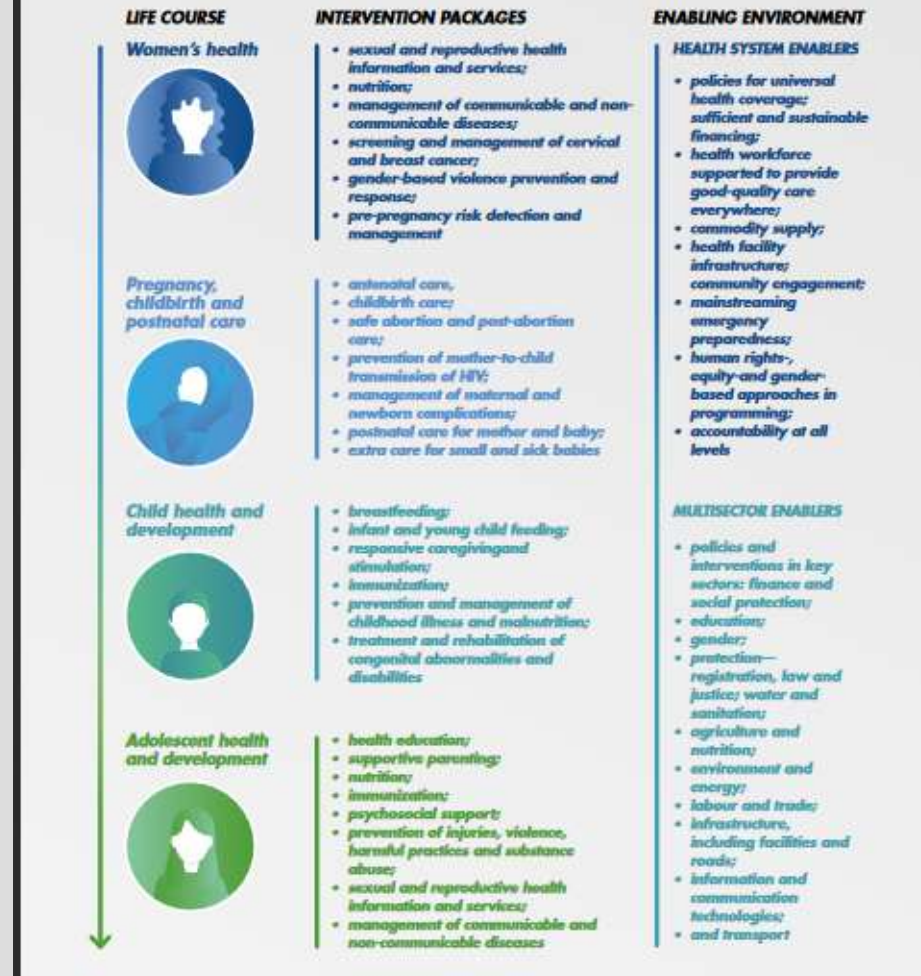 LIFE COURSE
INTERVENTION PACKAGES
ENABLING ENVIRONMENT
Women's health
• sexual and reproductive health
information and services;
• nutrition;
• management of communicable and non-
communicable diseases;
• screening and management of cervical
and breast cancer;
• gender-based violence prevention and
response;
• pre-pregnancy risk detection and
management
Pregnancy,
childbirth and
postnatal care
• antenatal care,
• childbirth care;
• safe abortion and post-abortion
care;
• prevention of mother-to-child
transmission of HIV;
• management of maternal and
newborn complications;
• postnatal care for mother and baby;
• extra care for small and sick babies
Child health and
development
• breastfeeding;
• infant and young child feeding;
• responsive caregivingand
stimulation;
• immunization;
• prevention and management of
childhood illness and malnutrition;
• treatment and rehabilitation of
congenital abnormalities and
disabilities
Adolescent health
and development
• health education;
• supportive parenting;
• nutrition;
• immunization;
• psychosocial support;
• prevention of injuries, violence,
harmful practices and substance
abuse;
• sexual and reproductive health
information and services;
• management of communicable and
non-communicable diseases
HEALTH SYSTEM ENABLERS
• policies for universal
health coverage;
sufficient and sustainable
financing;
• health workforce
supported to provide
good-quality care
everywhere;
• commodity supply;
• health facility
infrastructure;
community engagement;
• mainstreaming
emergency
preparedness;
• human rights-,
equity-and gender-
based approaches in
programming;
• accountability at all
levels
MULTISECTOR ENABLERS
• policies and
interventions in key
sectors: finance and
social protection;
• education;
• gender;
• protection—
registration, law and
justice; water and
sanitation;
• agriculture and
nutrition;
• environment and
energy;
• labour and trade;
• infrastructure,
including facilities and
roads;
• information and
communication
technologies;
• and transport